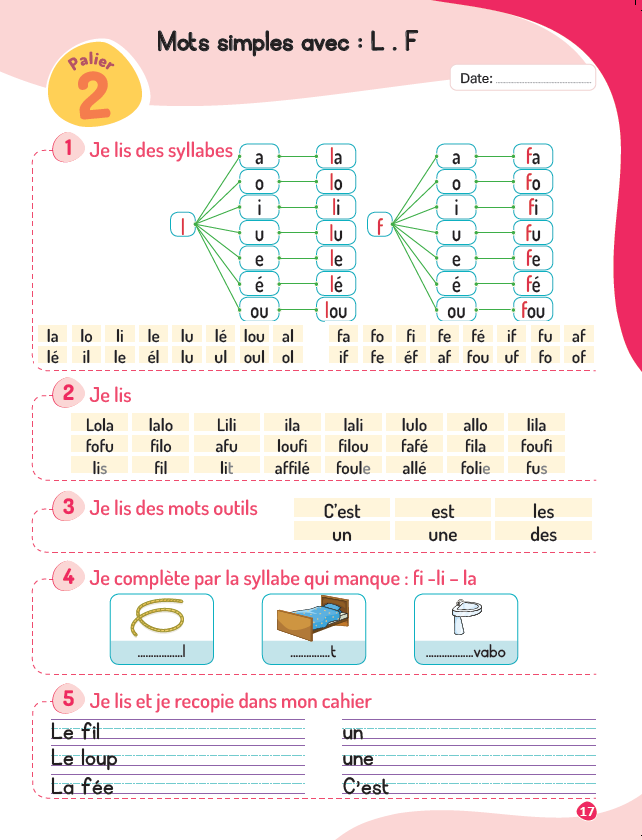 Mots simples avec : L . F
Palier
2
Date: ..............................
1 Je lis des syllabes
l
a la
o lo
i li
u lu
e le
é lé
ou lou
f
a fa
o fo
i fi
u fu
e fe
é fé
ou fou
la lo li le lu lé lou al
lé il le él lu ul oul ol
fa fo fi fe fé if fu af
if fe éf af fou uf fo of
2 Je lis
Lola lalo Lili ila lali lulo allo lila
fofu filo afu loufi filou fafé fila foufi
lis fil lit affilé foule allé folie fus
3 Je lis des mots outils
C'est est les
un une des
4 Je complète par la syllabe qui manque : fi -li – la
.................l
...............t
..................vabo
5 Je lis et je recopie dans mon cahier
Le fil
Le loup
La fée
un
une
C'est
17